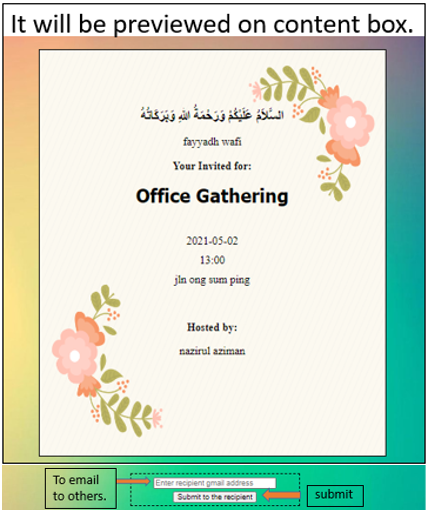 It will be previewed on content box.
السَّلَامُ عَلَيْكُمْ وَرَحْمَةُ اللهِ وَبَرَكَاتُهُ
fayyadh wafi
Your Invited for:
Office Gathering
2021-05-02
13:00
jln ong sum ping
Hosted by:
nazirul aziman
To email
to others.
Enter recipient gmail address
Submit to the recipient
submit